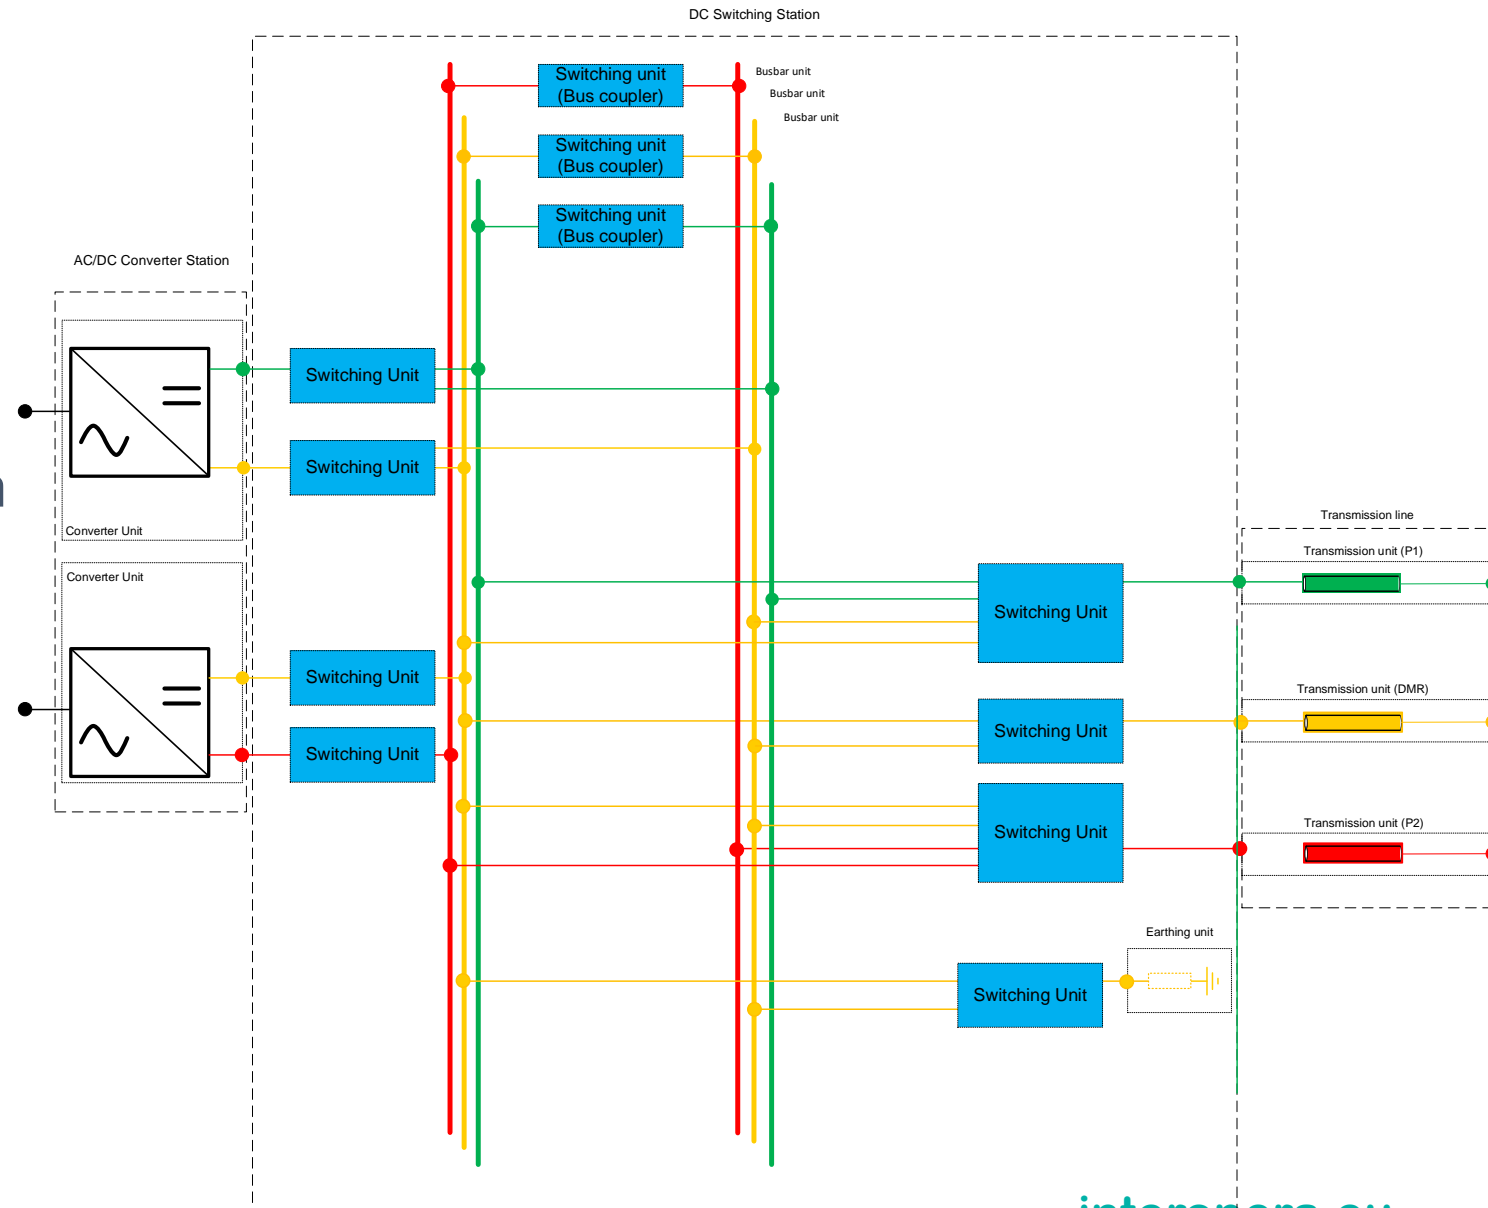 DC Switching Station
Switching unit
(Bus coupler)
Busbar unit
Busbar unit
Busbar unit
Switching unit
(Bus coupler)
Switching unit
(Bus coupler)
AC/DC Converter Station
Switching Unit
Switching Unit
Converter Unit
Transmission line
Transmission unit (P1)
Converter Unit
Switching Unit
Switching Unit
Transmission unit (DMR)
Switching Unit
Switching Unit
Transmission unit (P2)
Switching Unit
Earthing unit
Switching Unit